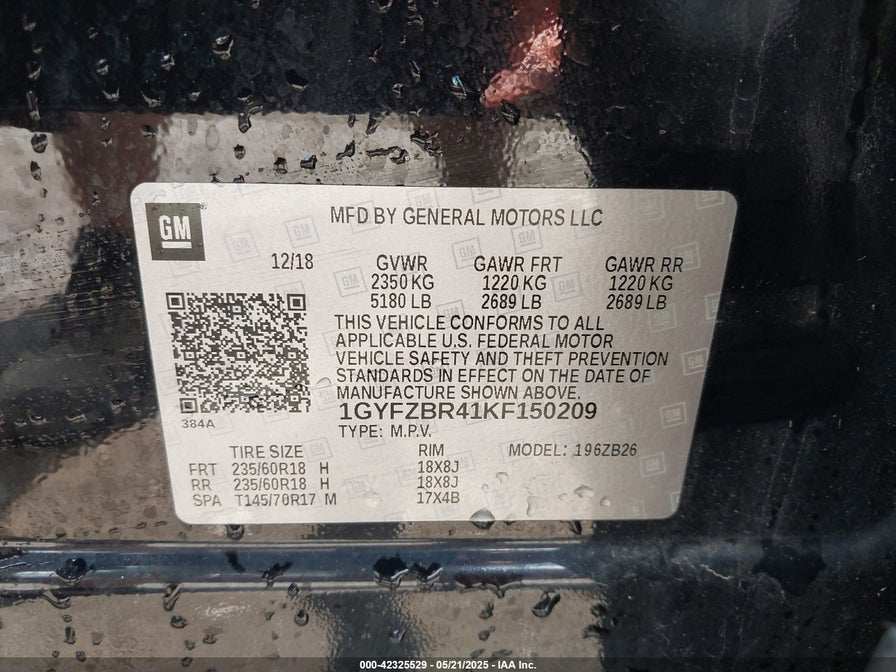 GM
MFD BY GENERAL MOTORS LLC
12/18 GVWR GAWR FRT GAWR RR
2350 KG 1220 KG 1220 KG
5180 LB 2689 LB 2689 LB
THIS VEHICLE CONFORMS TO ALL
APPLICABLE U.S. FEDERAL MOTOR
VEHICLE SAFETY AND THEFT PREVENTION
STANDARDS IN EFFECT ON THE DATE OF
MANUFACTURE SHOWN ABOVE.
1GYFZBR41KF150209
384A
TYPE: M.P.V.
TIRE SIZE RIM MODEL: 196ZB26
FRT 235/60R18 H 18X8J
RR 235/60R18 H 18X8J
SPA T145/70R17 M 17X4B
000-42325529 - 05/21/2025 - IAA Inc.